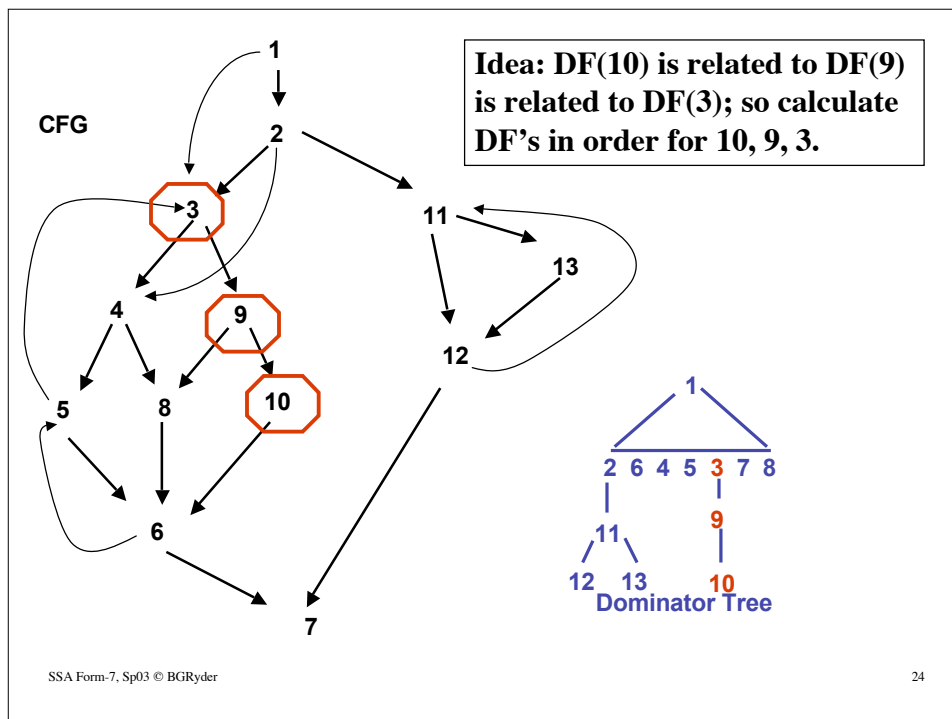 Idea: DF(10) is related to DF(9)
is related to DF(3); so calculate
DF's in order for 10, 9, 3.
CFG
1
2
3
11
13
4
9
12
5
8
10
6
7
1
2 6 4 5 3 7 8
9
11
12 13 10
Dominator Tree
SSA Form-7, Sp03 © BGRyder
24